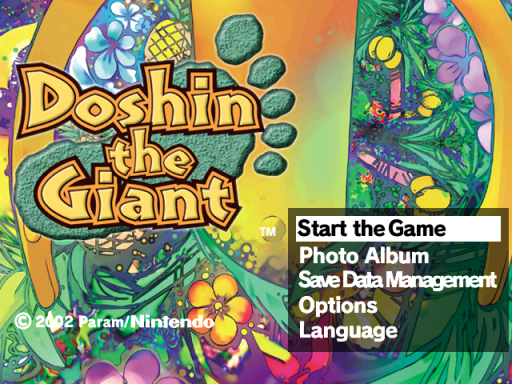 Doshin
the
Giant
TM
Start the Game
Photo Album
Save Data Management
Options
Language
© 2002 Param/Nintendo